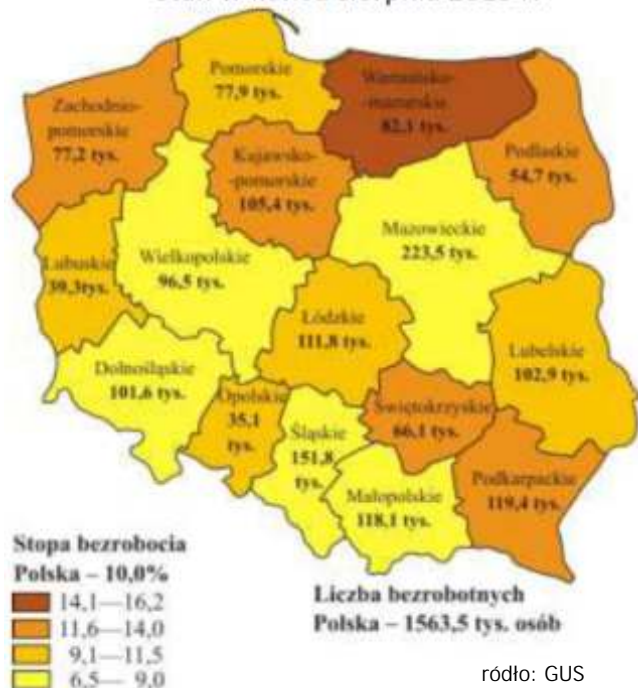 Pomorskie
77,9 tys.
Warmińsko-
-mazurskie
82,1 tys.
Zachodnio-
pomorskie
77,2 tys.
Kujawsko-
-pomorskie
105,4 tys.
Podlaskie
54,7 tys.
Mazowieckie
223,5 tys.
Wielkopolskie
96,5 tys.
Lubuskie
39,3tys.
Łódzkie
111,8 tys.
Lubelskie
102,9 tys.
Dolnośląskie
101,6 tys.
Opolskie
35,1
tys.
Śląskie
151,8
tys.
Świętokrzyskie
66,1 tys.
Podkarpackie
119,4 tys.
Małopolskie
118,1 tys.
Stopa bezrobocia
Polska – 10,0%
14,1—16,2
11,6—14,0
9,1—11,5
6,5— 9,0
Liczba bezrobotnych
Polska – 1563,5 tys. osób
ródło: GUS